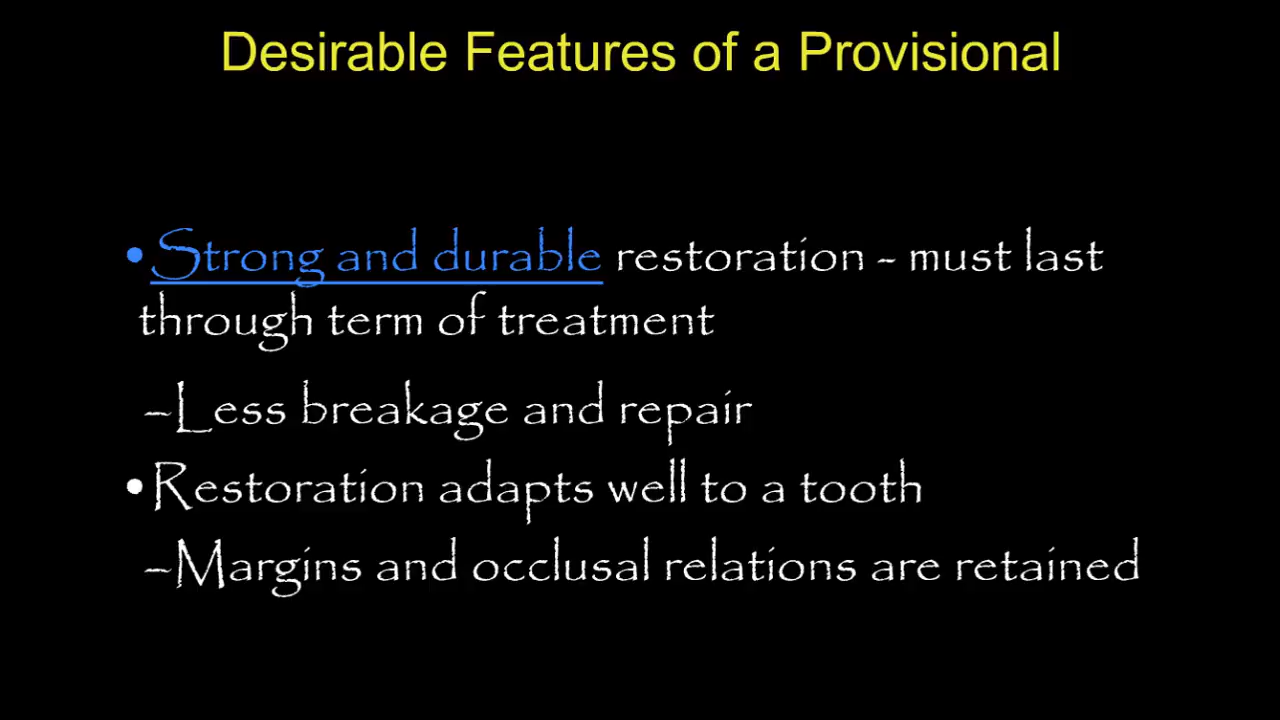 Desirable Features of a Provisional
•Strong and durable restoration - must last
through term of treatment
–Less breakage and repair
•Restoration adapts well to a tooth
–Margins and occlusal relations are retained